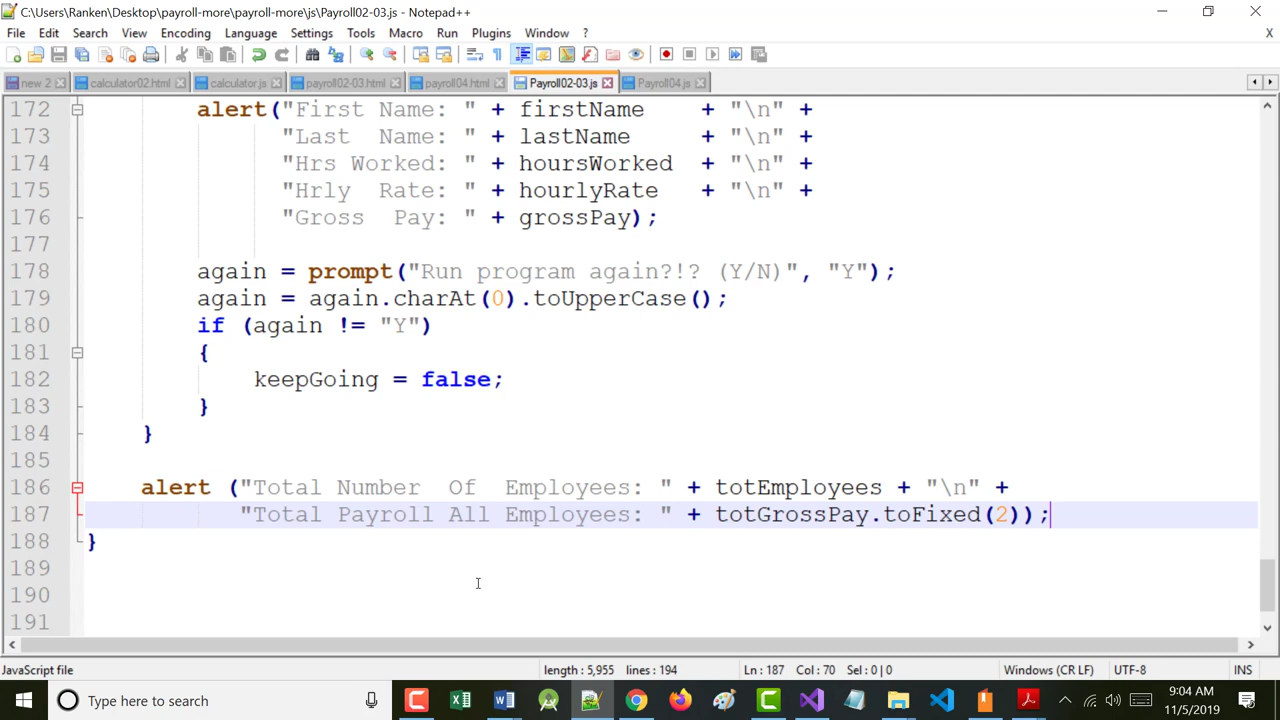 C:\Users\Ranken\Desktop\payroll-more\payroll-more\js\Payroll02-03.js - Notepad++
File Edit Search View Encoding Language Settings Tools Macro Run Plugins Window ? X
new 2 calculator02.html calculator.js payroll02-03.html payroll04.html Payroll02-03.js Payroll04.js
172 alert("First Name: " + firstName + "\n" +
173 "Last Name: " + lastName + "\n" +
174 "Hrs Worked: " + hoursWorked + "\n" +
175 "Hrly Rate: " + hourlyRate + "\n" +
176 "Gross Pay: " + grossPay);
177
178 again = prompt("Run program again?!? (Y/N)", "Y");
179 again = again.charAt(0).toUpperCase();
180 if (again != "Y")
181 {
182 keepGoing = false;
183 }
184 }
185
186 alert ("Total Number Of Employees: " + totEmployees + "\n" +
187 "Total Payroll All Employees: " + totGrossPay.toFixed(2));
188 }
189
190
191
JavaScript file length : 5,955 lines : 194 Ln : 187 Col : 70 Sel : 0 | 0 Windows (CR LF) UTF-8 INS
Type here to search
9:04 AM
11/5/2019